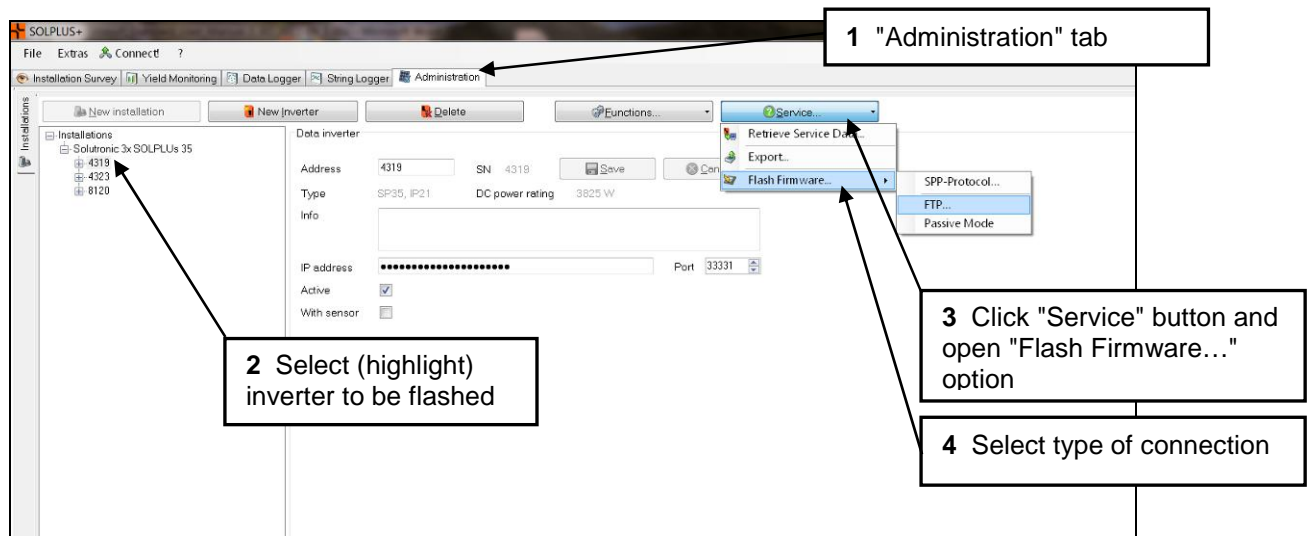 SOLPLUS+
1 "Administration" tab
File Extras Connect! ?
Installation Survey Yield Monitoring Data Logger String Logger Administration
Installations
New installation New Inverter Delete Functions... Service...
Installations
Solutronic 3x SOLPLUs 35
4319
4323
8120
Data inverter
Address 4319 SN 4319 Save
Type SP35, IP21 DC power rating 3825 W
Info
IP address Port 33331
Active
With sensor
Retrieve Service Data...
Export...
Flash Firmware...
SPP-Protocol...
FTP...
Passive Mode
2 Select (highlight)
inverter to be flashed
3 Click "Service" button and
open "Flash Firmware…"
option
4 Select type of connection